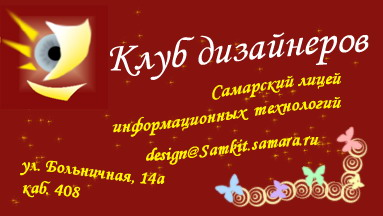 Клуб дизайнеров
Самарский лицей
информационных технологий
design@Samkit.samara.ru
ул. Больничная, 14а
каб. 408